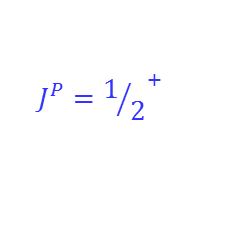 J^P = 1/2^+